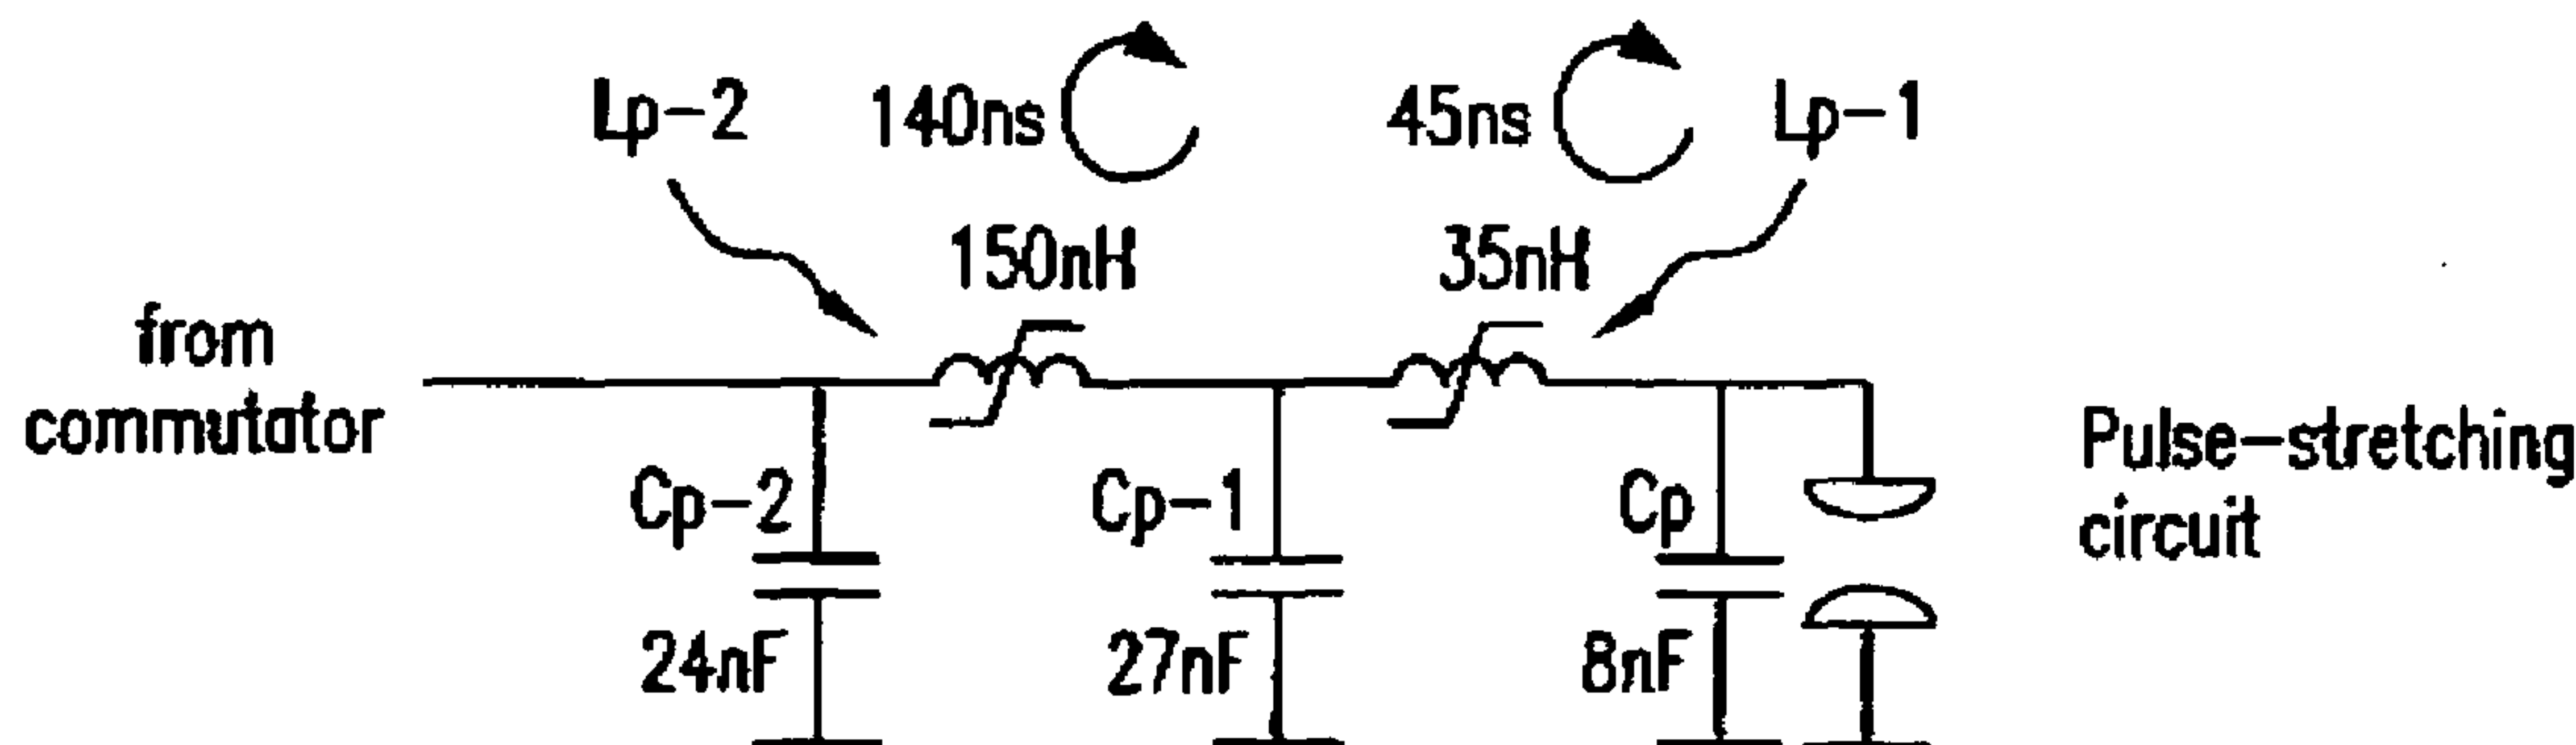 Lp-2
140ns
45ns
Lp-1
150nH
35nH
from
commutator
Cp-2
Cp-1
Cp
Pulse-stretching
circuit
24nF
27nF
8nF